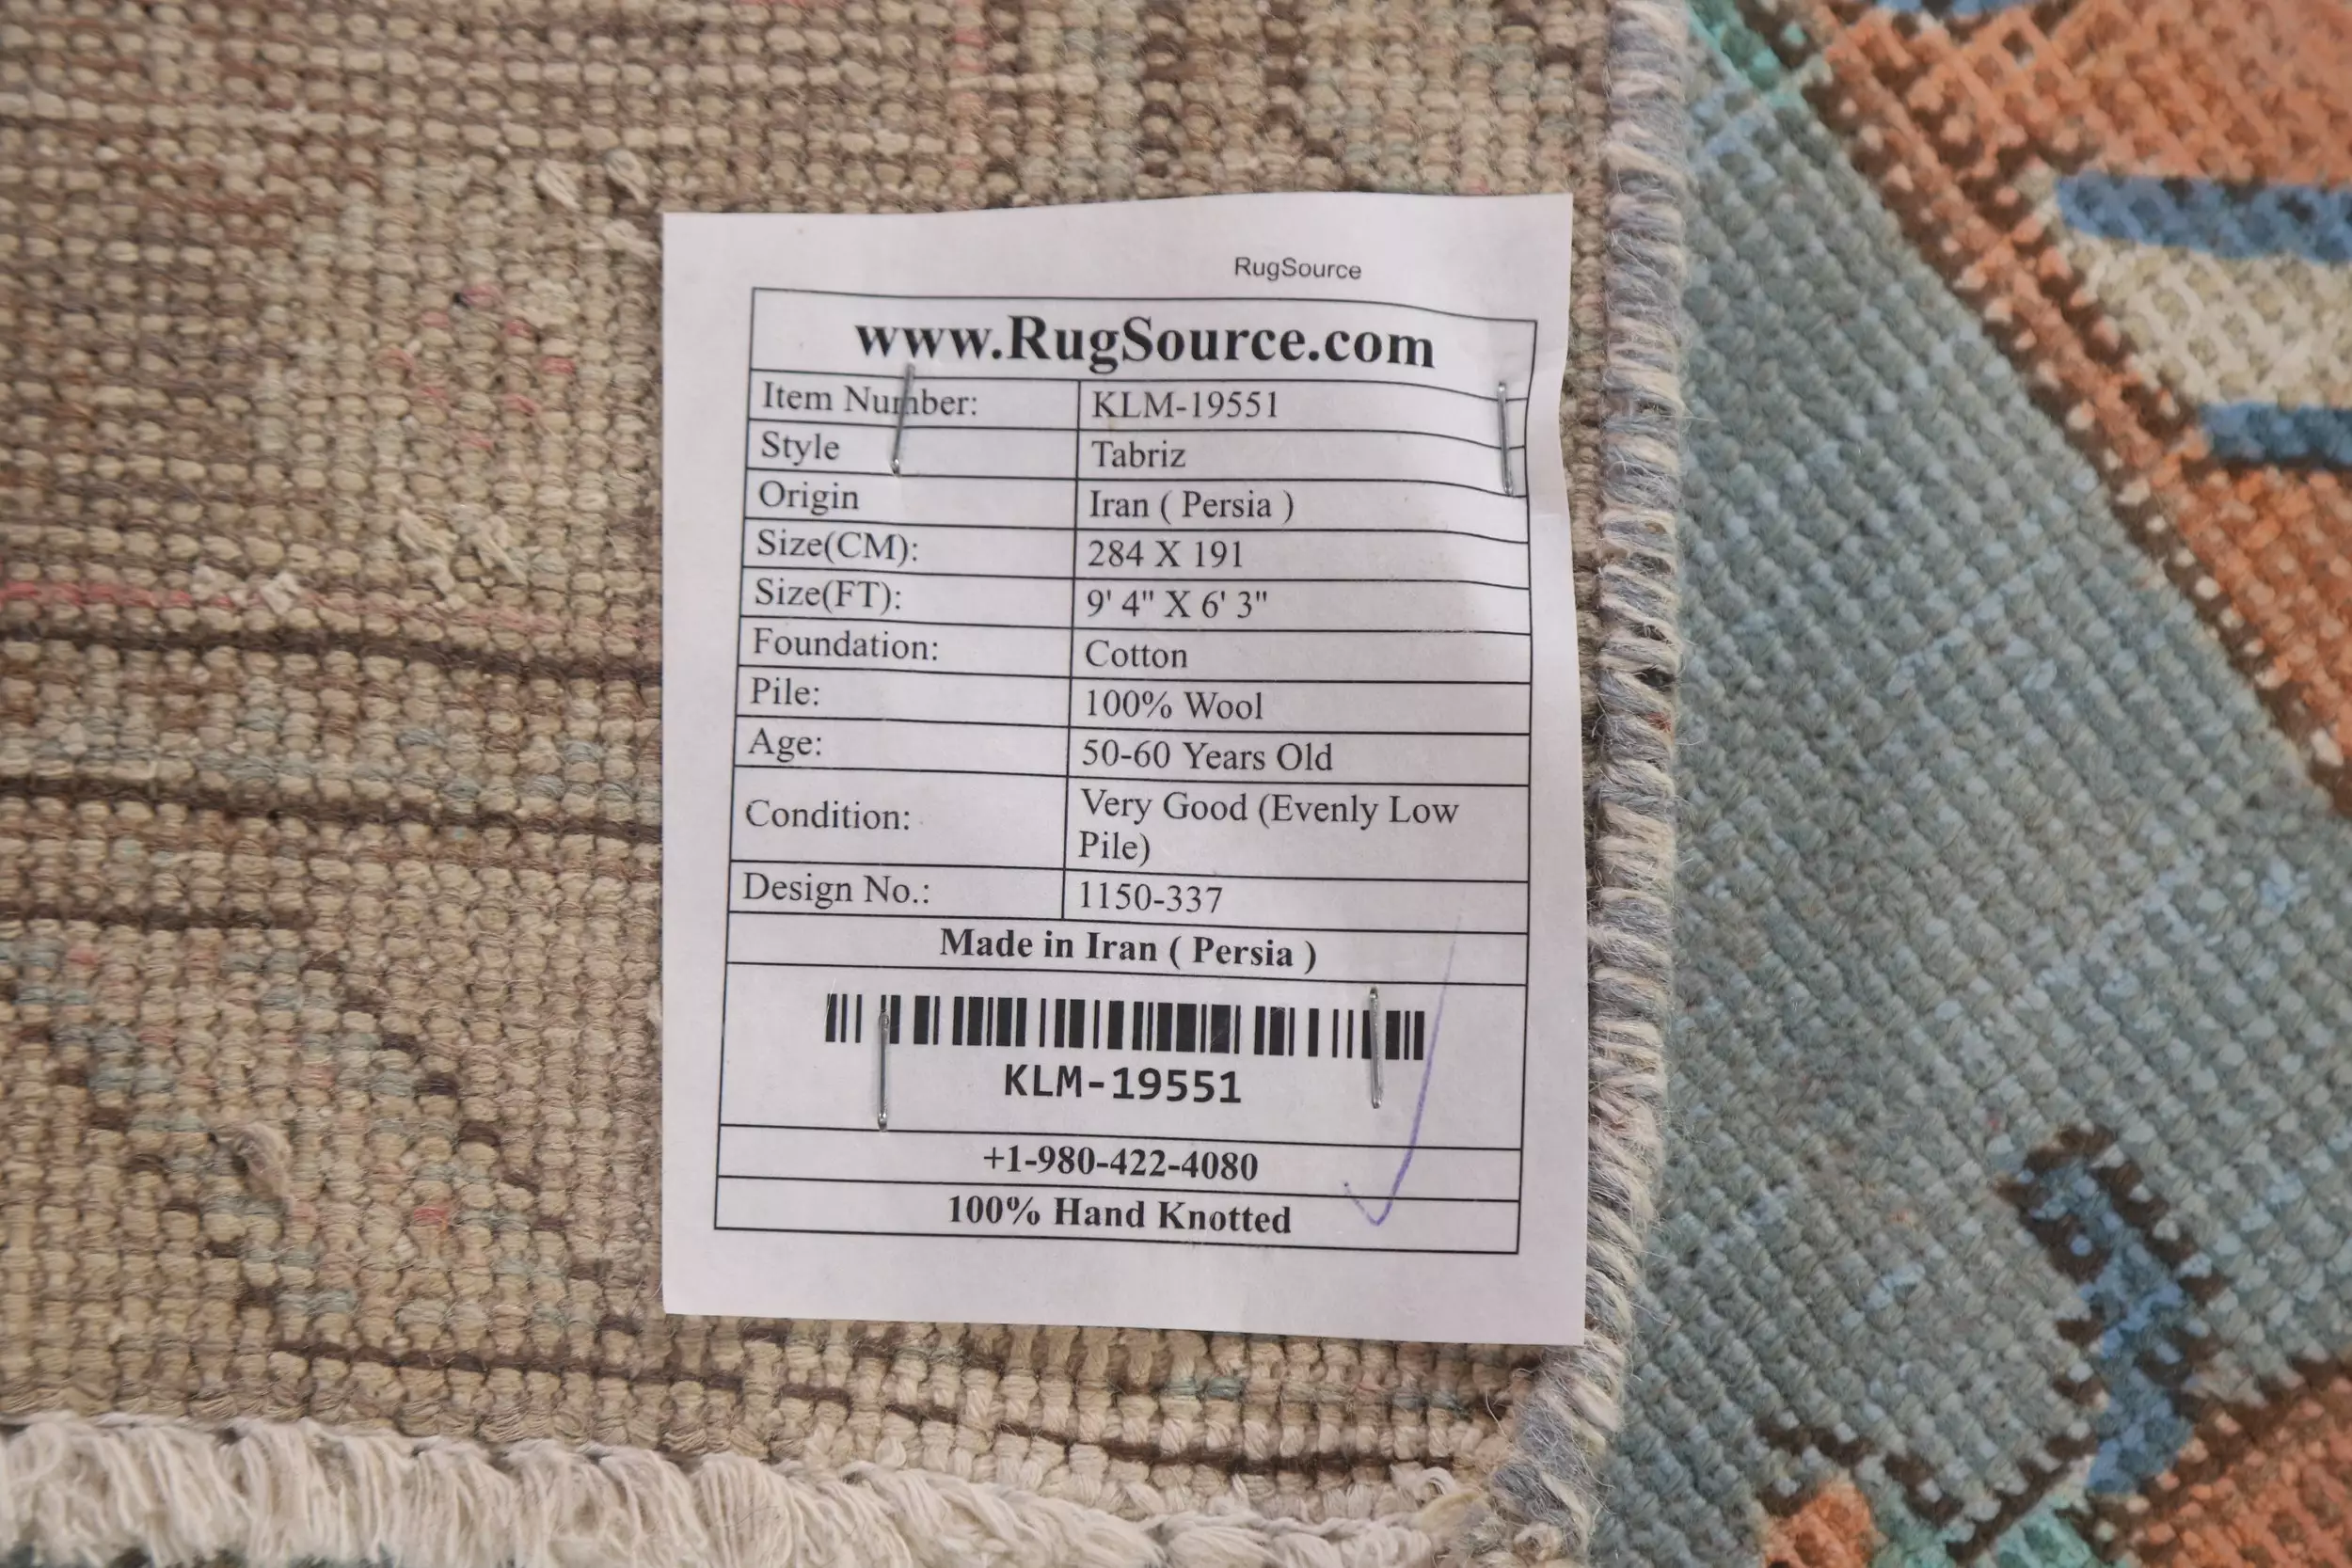 RugSource
www.RugSource.com
Item Number: KLM-19551
Style Tabriz
Origin Iran ( Persia )
Size(CM): 284 X 191
Size(FT): 9' 4" X 6' 3"
Foundation: Cotton
Pile: 100% Wool
Age: 50-60 Years Old
Condition: Very Good (Evenly Low
Pile)
Design No.: 1150-337
Made in Iran ( Persia )
KLM-19551
+1-980-422-4080
100% Hand Knotted